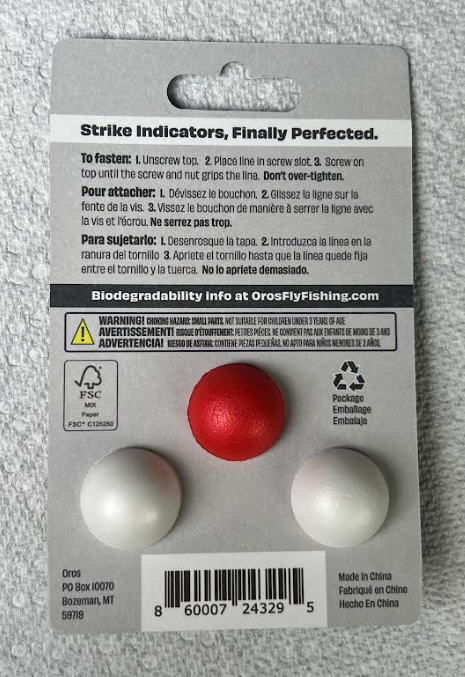 Strike Indicators, Finally Perfected.
To fasten: 1. Unscrew top. 2. Place line in screw slot. 3. Screw on
top until the screw and nut grips the line. Don't over-tighten.
Pour attacher: 1. Dévissez le bouchon. 2. Glissez la ligne sur la
fente de la vis. 3. Vissez le bouchon de manière à serrer la ligne avec
la vis et l'écrou. Ne serrez pas trop.
Para sujetarlo: 1. Desenrosque la tapa. 2. Introduzca la línea en la
ranura del tornillo 3. Apriete el tornillo hasta que la línea quede fija
entre el tornillo y la tuerca. No lo apriete demasiado.
Biodegradability info at OrosFlyFishing.com
WARNING! CHOKING HAZARD: SMALL PARTS. NOT SUITABLE FOR CHILDREN UNDER 3 YEARS OF AGE
AVERTISSEMENT! RISQUE D'ÉTOUFFEMENT: PETITES PIÈCES. NE CONVIENT PAS AUX ENFANTS DE MOINS DE 3 ANS
ADVERTENCIA! RIESGO DE ASFIXIA: CONTIENE PIEZAS PEQUEÑAS. NO APTO PARA NIÑOS MENORES DE 3 AÑOS.
FSC
MIX
Paper
FSC® C125250
Package
Emballage
Embalaje
Oros
PO Box 10070
Bozeman, MT
59719
8 60007 24329 5
Made in China
Fabriqué en Chine
Hecho En China